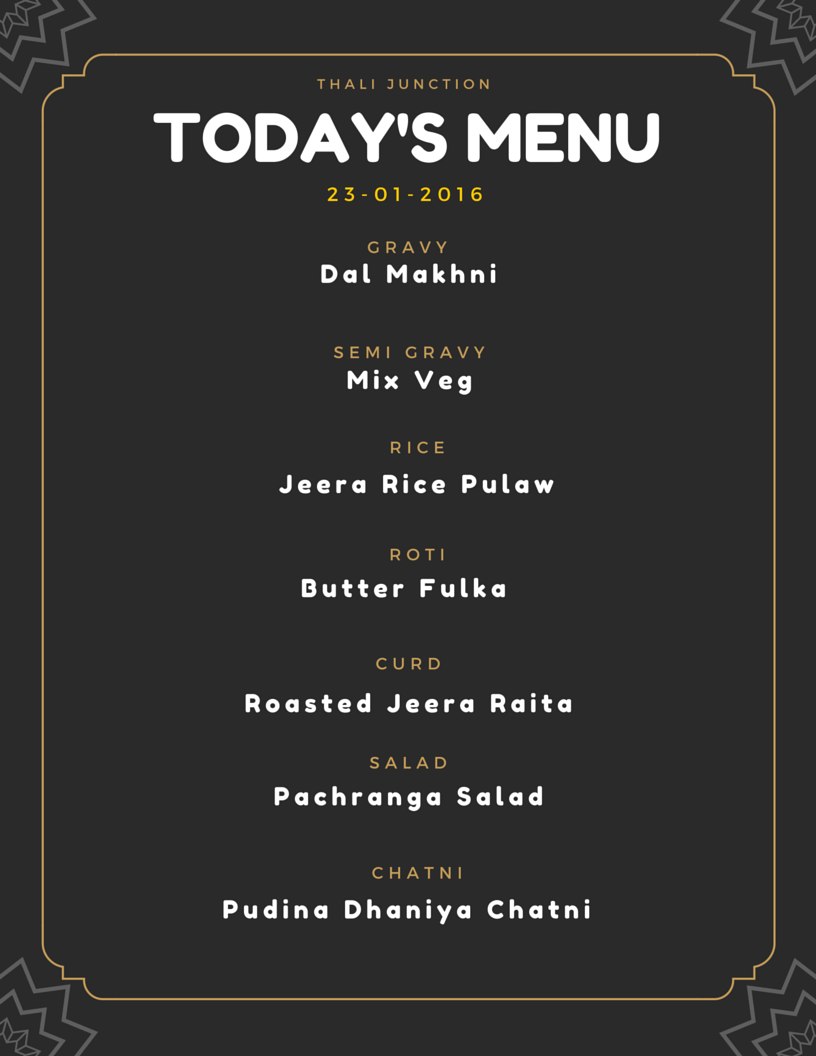 THALI JUNCTION
TODAY'S MENU
23-01-2016
GRAVY
Dal Makhni
SEMI GRAVY
Mix Veg
RICE
Jeera Rice Pulaw
ROTI
Butter Fulka
CURD
Roasted Jeera Raita
SALAD
Pachranga Salad
CHATNI
Pudina Dhaniya Chatni